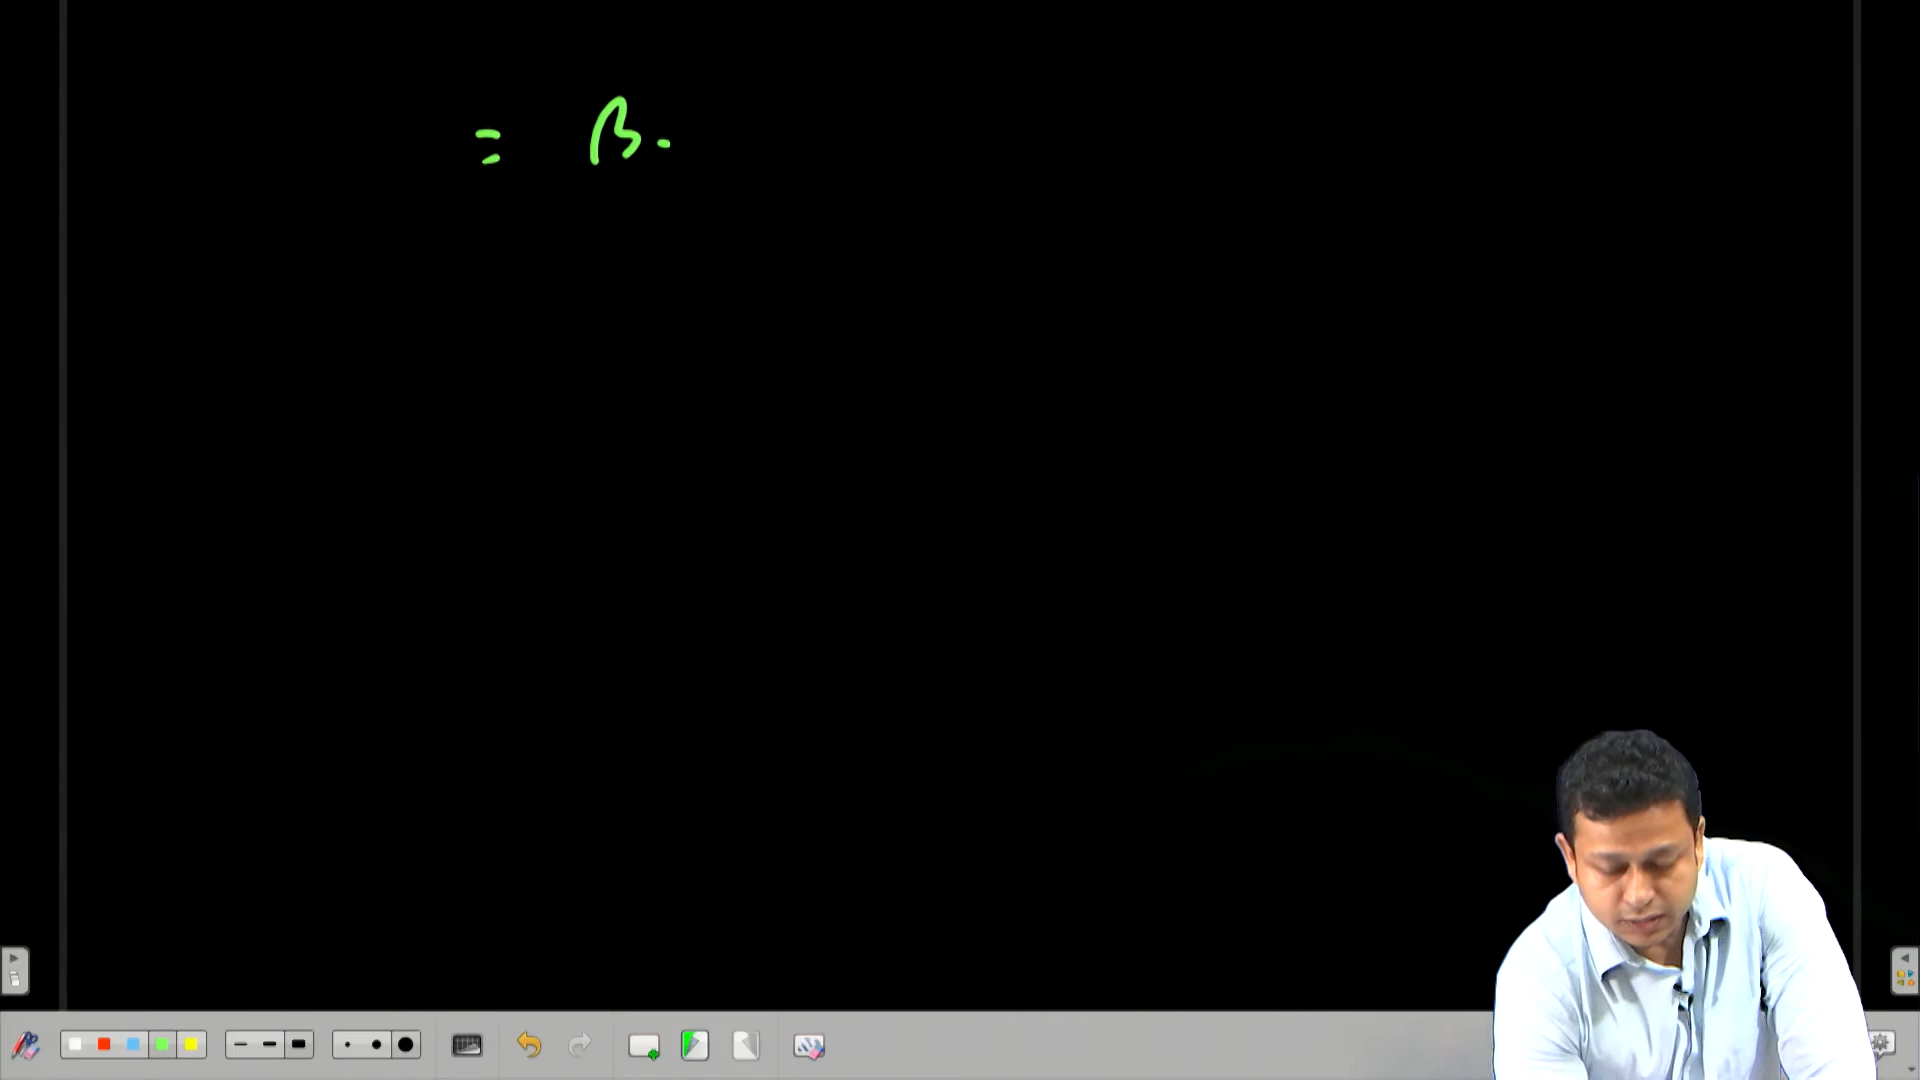 = β.